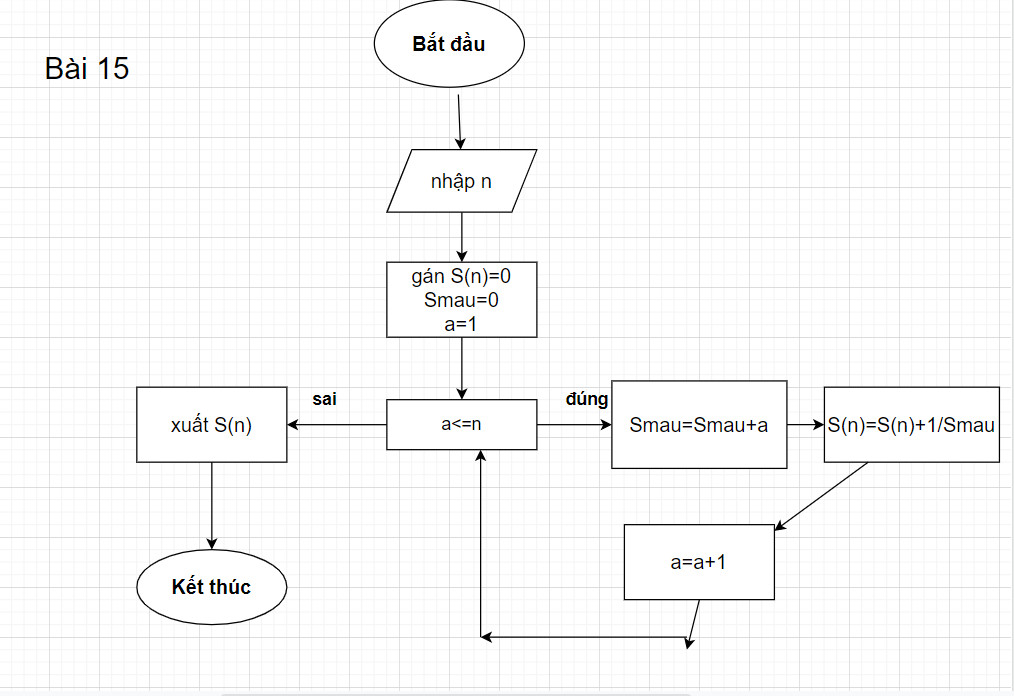 Bắt đầu
Bài 15
nhập n
gán S(n)=0
Smau=0
a=1
sai
đúng
xuất S(n)
a<=n
Smau=Smau+a
S(n)=S(n)+1/Smau
a=a+1
Kết thúc